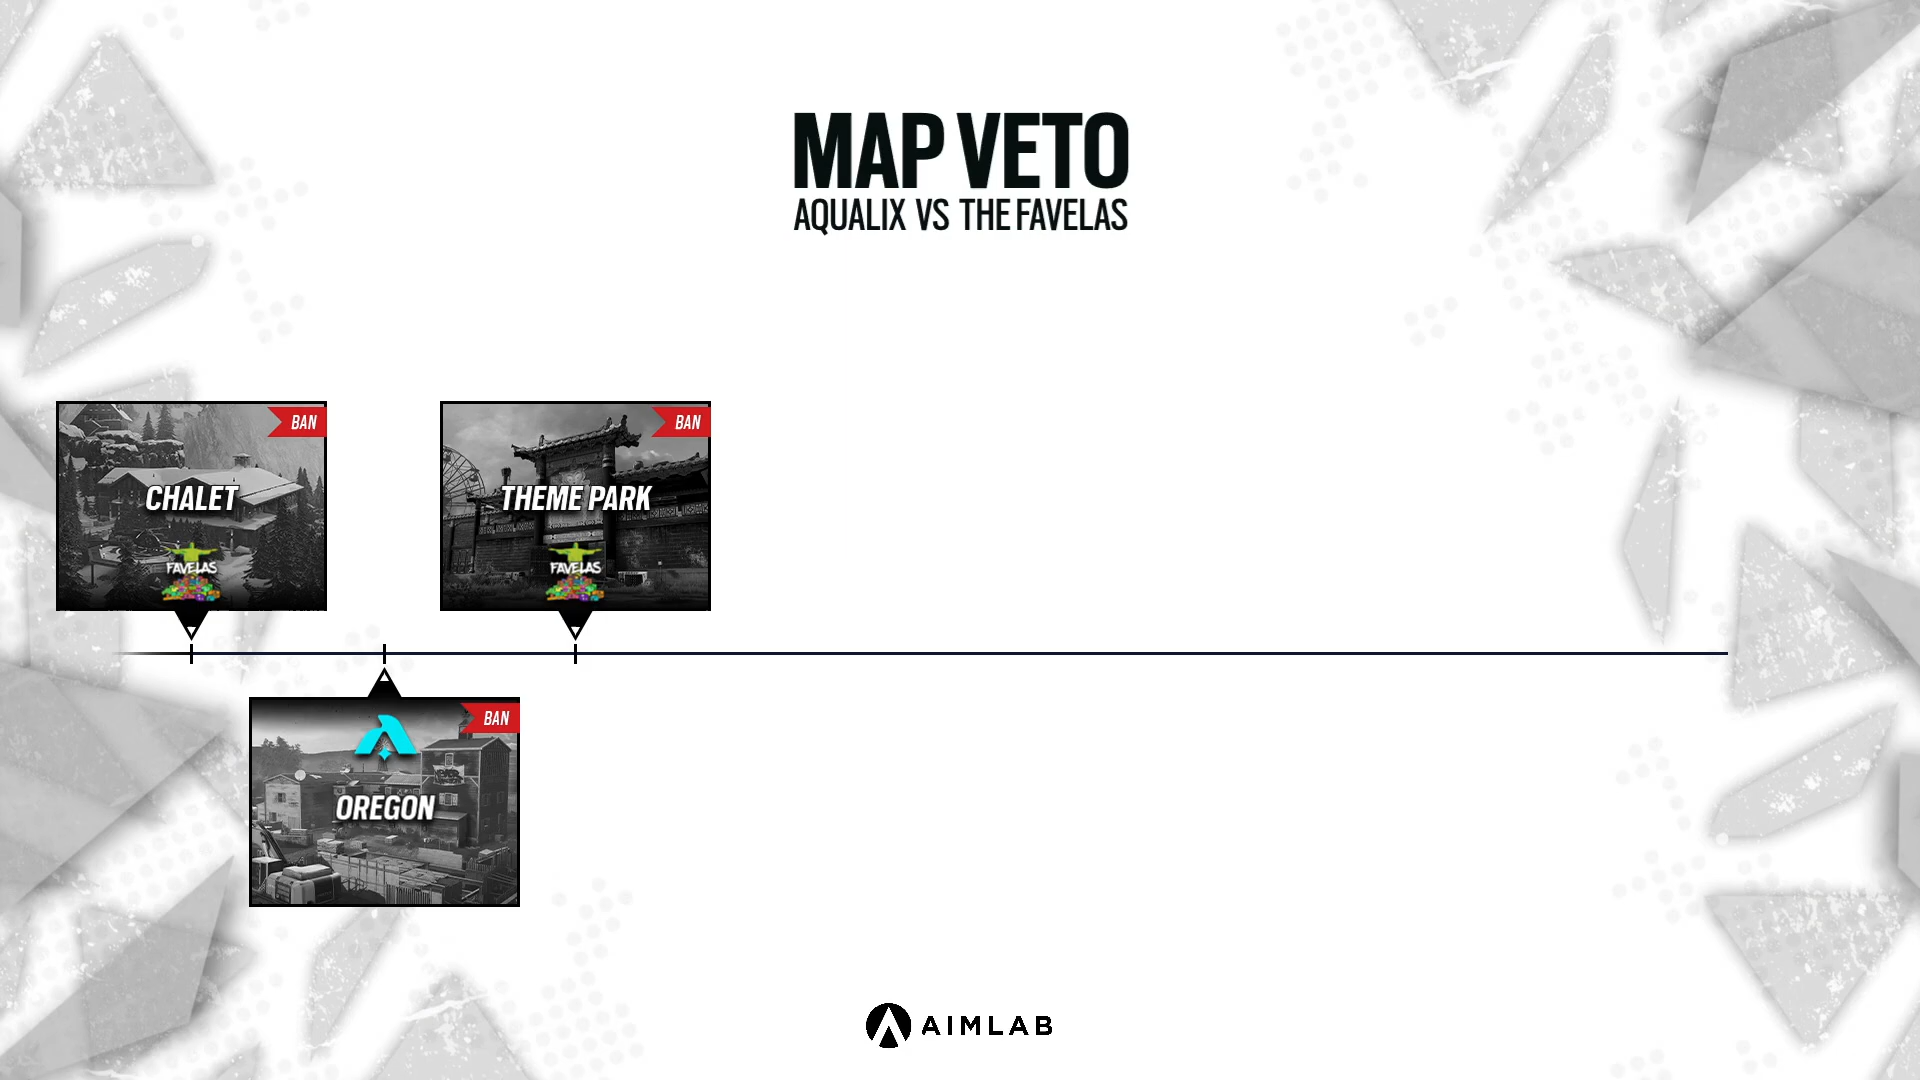 MAP VETO
AQUALIX VS THE FAVELAS
BAN
CHALET
FAVELAS
BAN
THEME PARK
FAVELAS
BAN
OREGON
AIMLAB